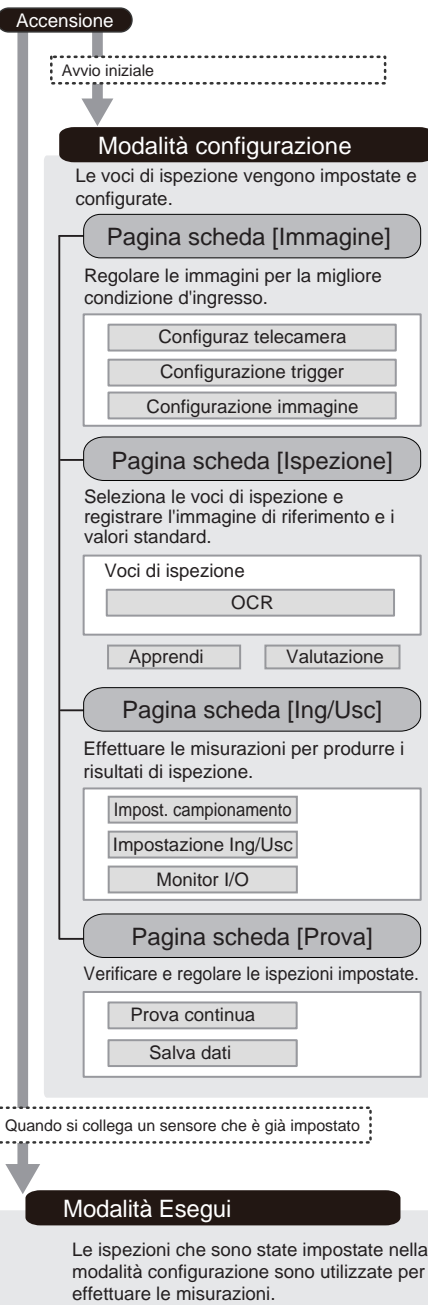 Accensione
Avvio iniziale
Modalità configurazione
Le voci di ispezione vengono impostate e
configurate.
Pagina scheda [Immagine]
Regolare le immagini per la migliore
condizione d'ingresso.
Configuraz telecamera
Configurazione trigger
Configurazione immagine
Pagina scheda [Ispezione]
Seleziona le voci di ispezione e
registrare l'immagine di riferimento e i
valori standard.
Voci di ispezione
OCR
Apprendi
Valutazione
Pagina scheda [Ing/Usc]
Effettuare le misurazioni per produrre i
risultati di ispezione.
Impost. campionamento
Impostazione Ing/Usc
Monitor I/O
Pagina scheda [Prova]
Verificare e regolare le ispezioni impostate.
Prova continua
Salva dati
Quando si collega un sensore che è già impostato
Modalità Esegui
Le ispezioni che sono state impostate nella
modalità configurazione sono utilizzate per
effettuare le misurazioni.